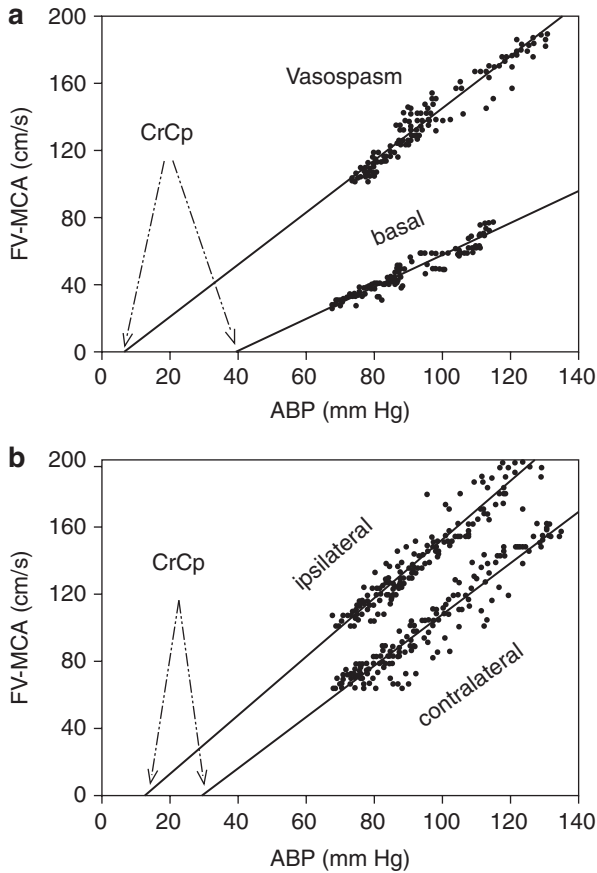 a
200
160
120
80
40
0
FV-MCA (cm/s)
Vasospasm
CrCp
basal
0 20 40 60 80 100 120 140
ABP (mm Hg)
b
200
160
120
80
40
0
FV-MCA (cm/s)
ipsilateral
CrCp
contralateral
0 20 40 60 80 100 120 140
ABP (mm Hg)